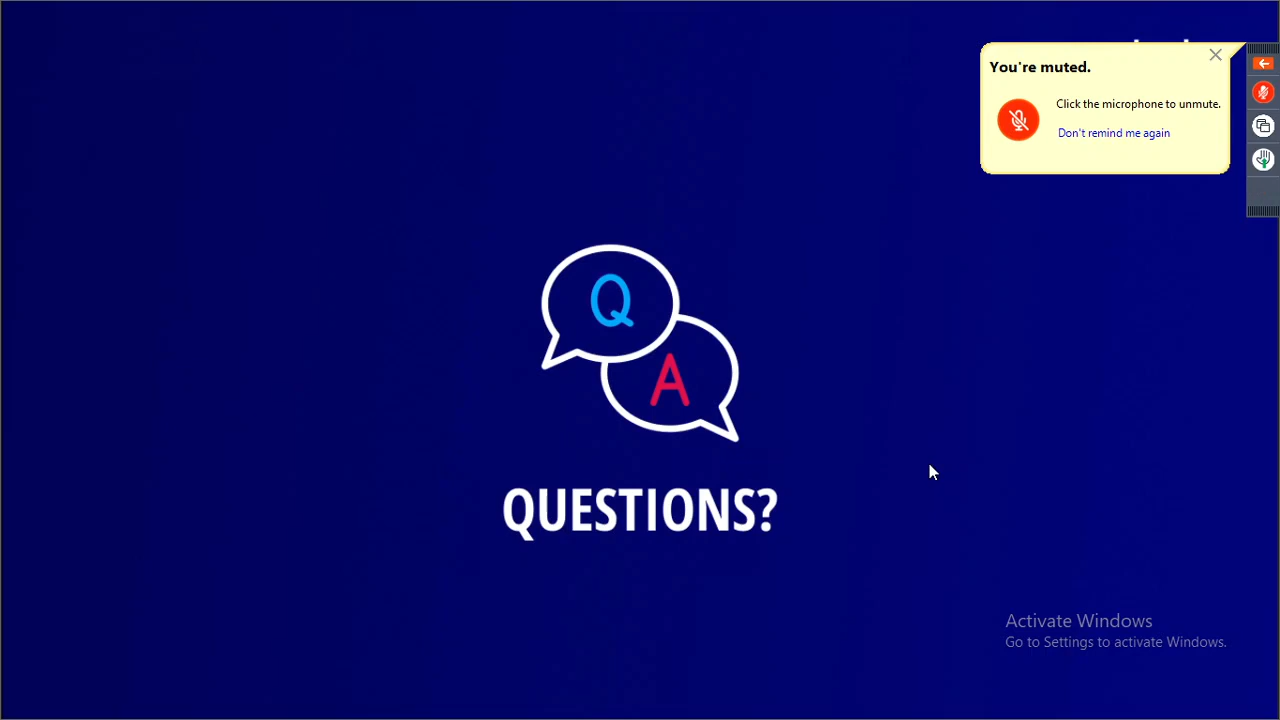 You're muted.
Click the microphone to unmute.
Don't remind me again
Q
A
QUESTIONS?
Activate Windows
Go to Settings to activate Windows.